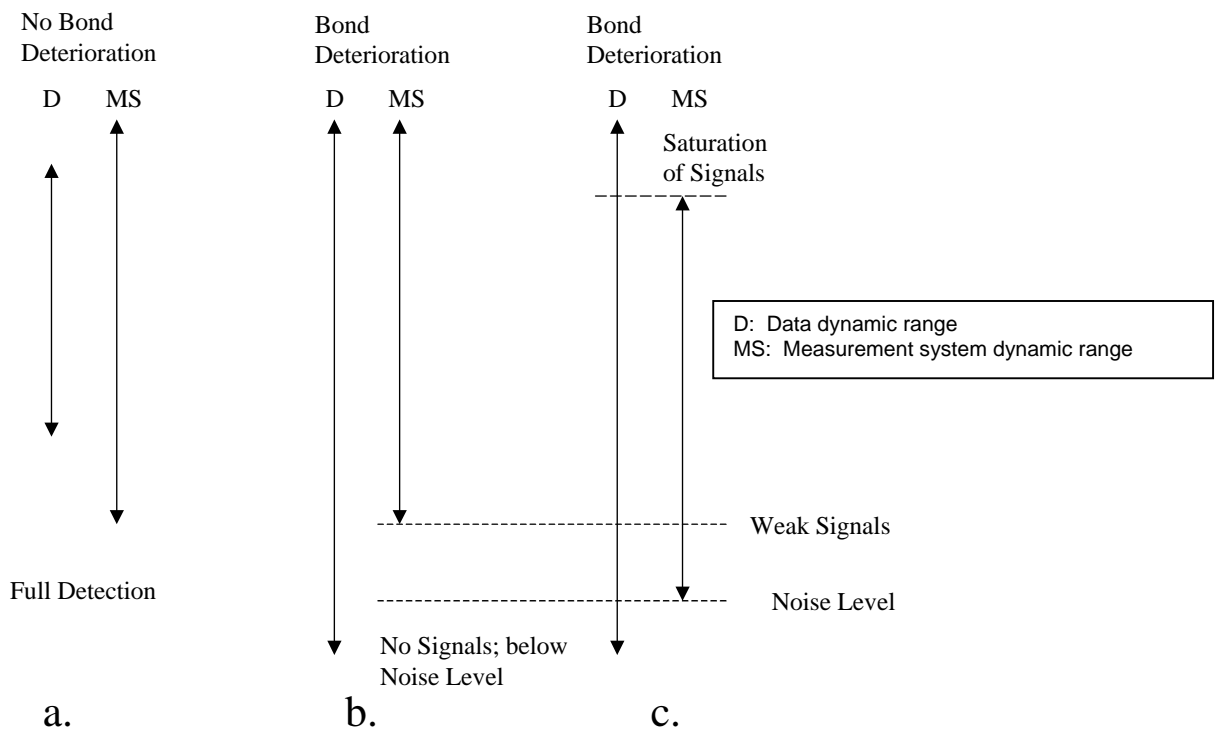 No Bond
Deterioration
D MS
Full Detection
a.
Bond
Deterioration
D MS
No Signals; below
Noise Level
b.
Bond
Deterioration
D MS
Saturation
of Signals
Weak Signals
Noise Level
c.
D: Data dynamic range
MS: Measurement system dynamic range